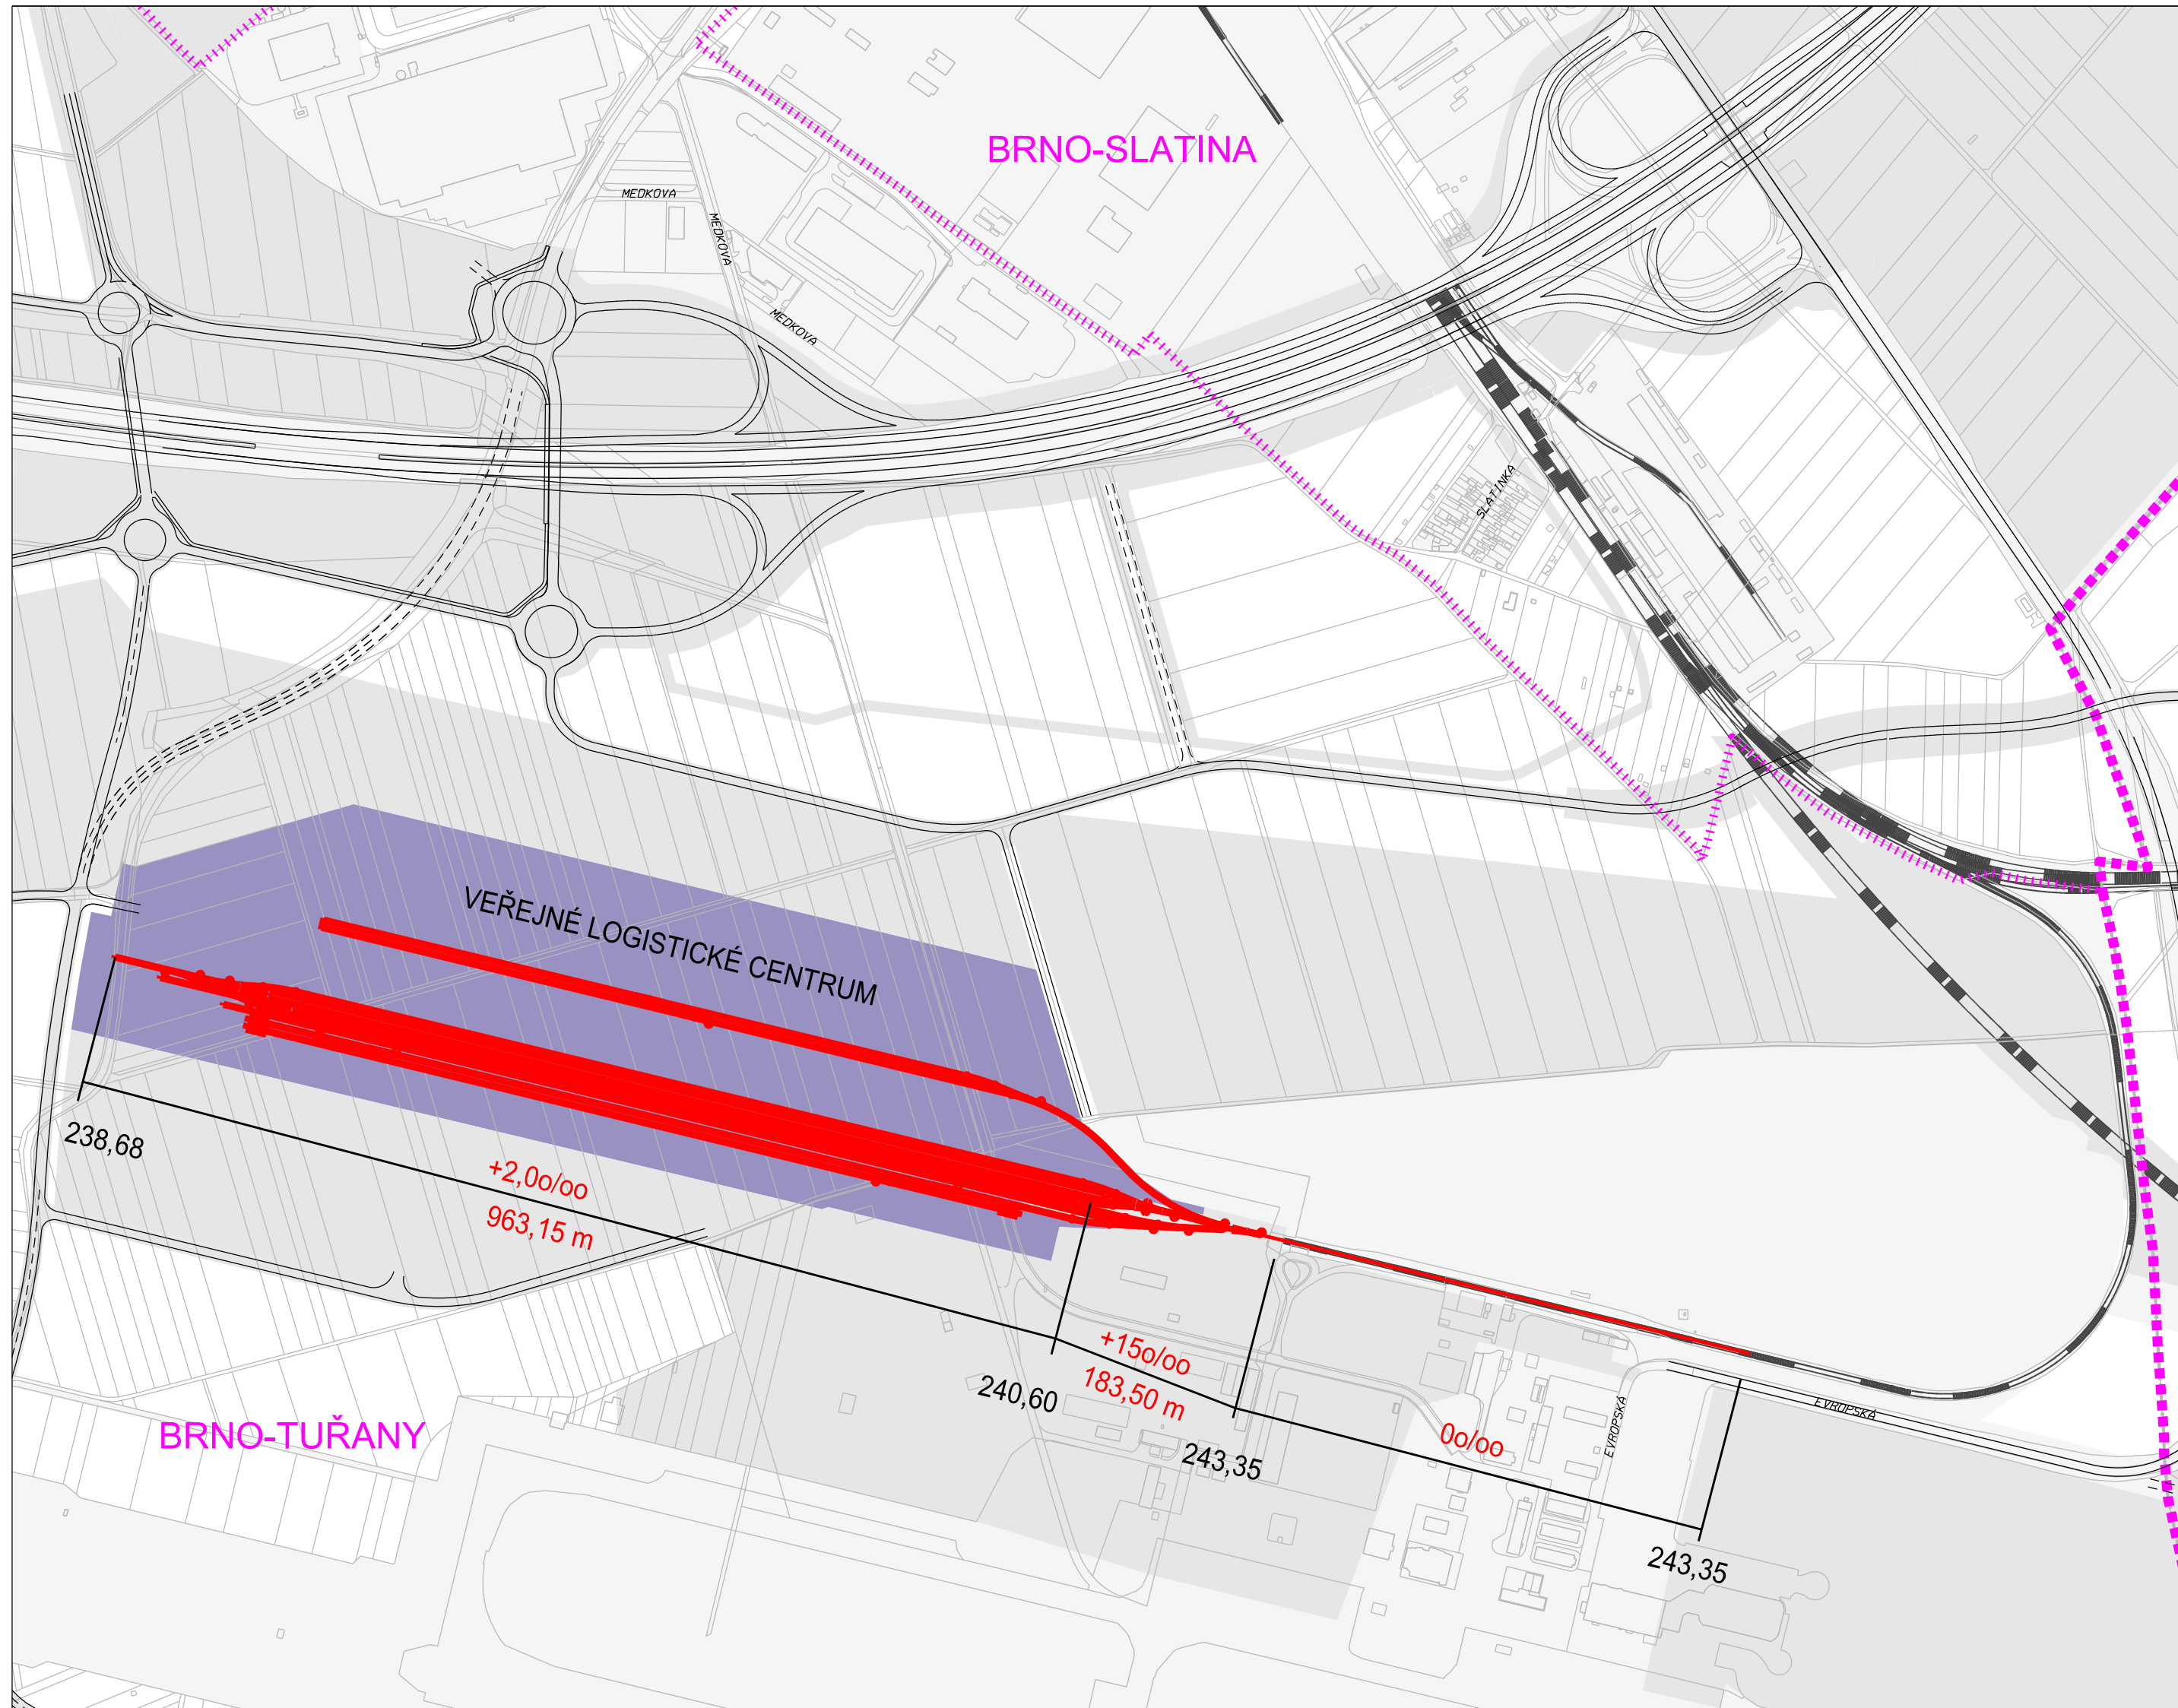 BRNO-SLATINA
MEDKOVA
MEDKOVA
MEDKOVA
SLATINKA
VEŘEJNÉ LOGISTICKÉ CENTRUM
238,68
+2,0o/oo
963,15 m
+15o/oo
183,50 m
240,60
243,35
0o/oo
EVROPSKÁ
EVROPSKÁ
BRNO-TUŘANY
243,35